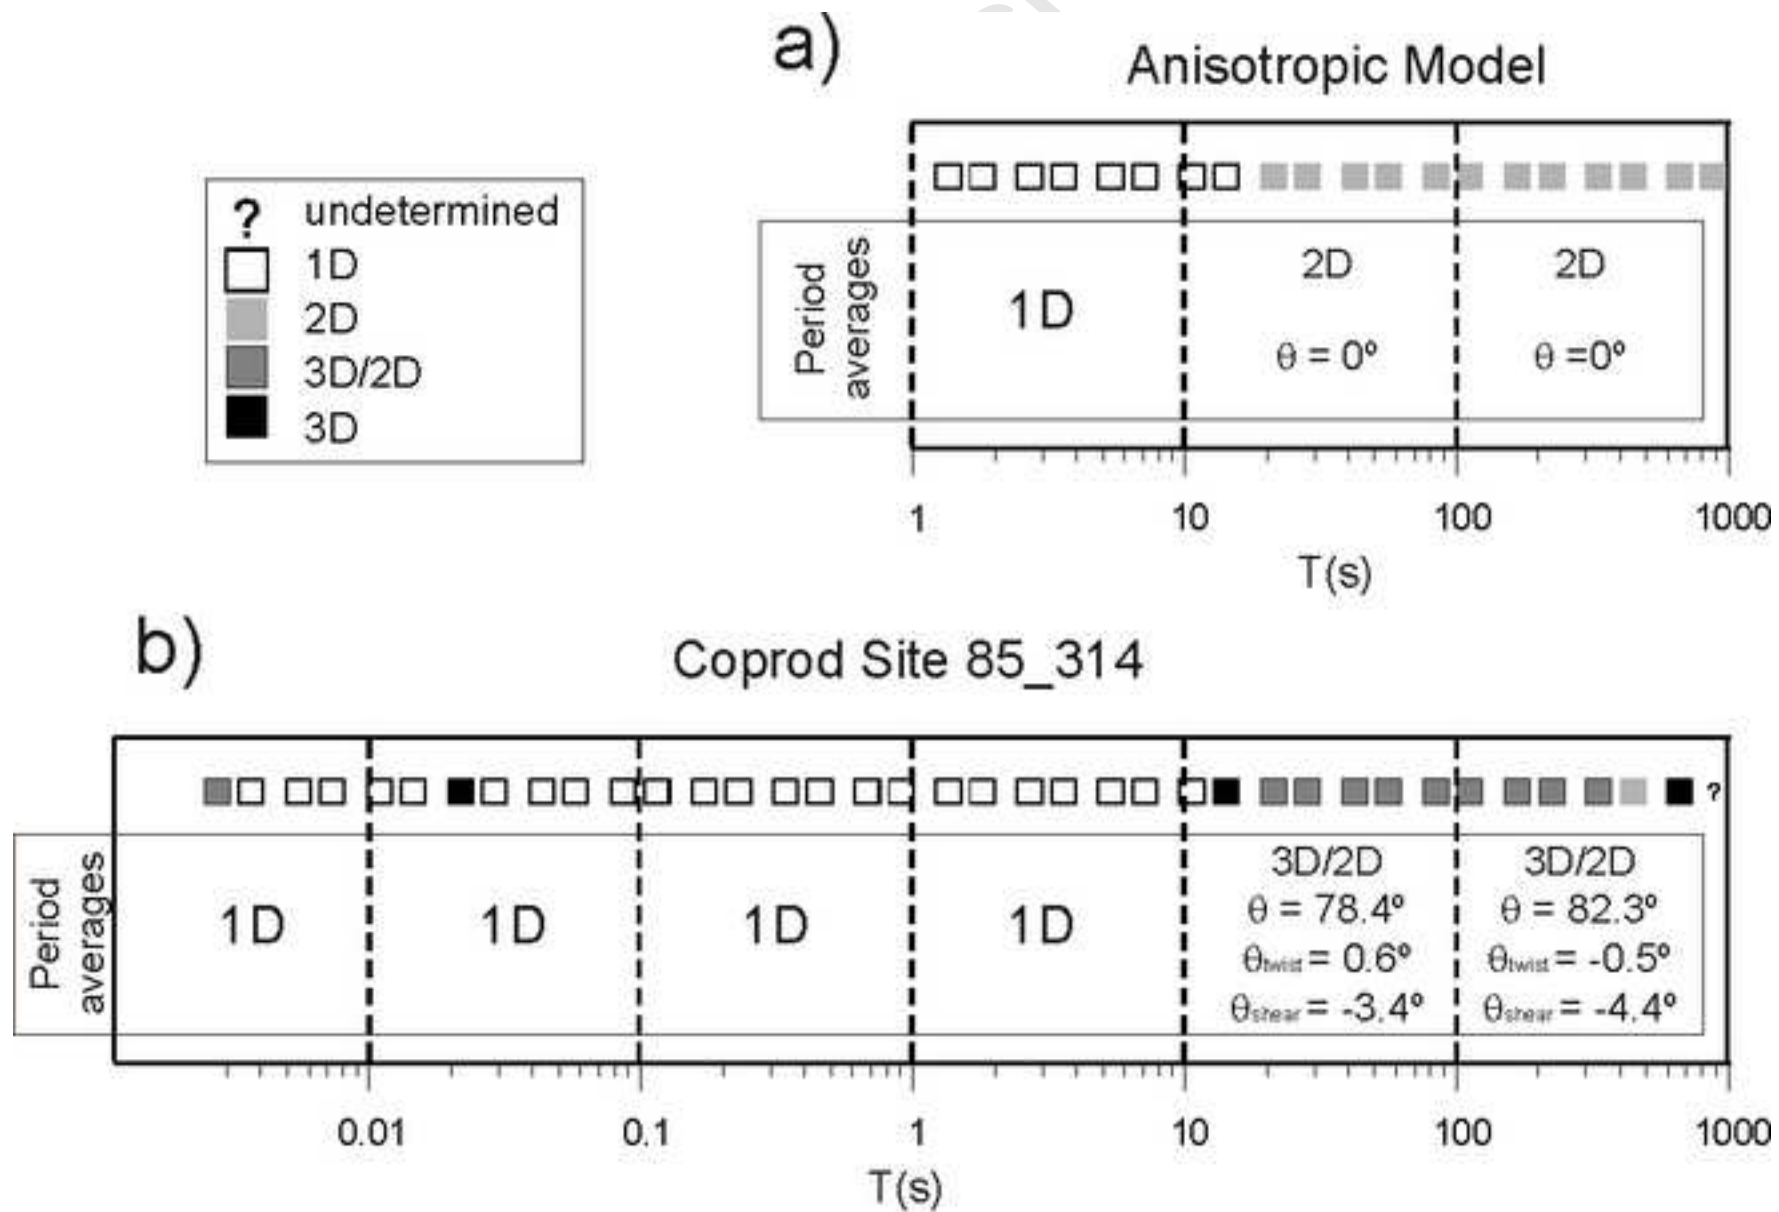 a)
Anisotropic Model
? undetermined
1D
2D
3D/2D
3D
Period
averages
1D
2D
θ = 0º
2D
θ =0º
1 10 100 1000
T(s)
b)
Coprod Site 85_314
?
Period
averages
1D
1D
1D
1D
3D/2D
θ = 78.4º
θtwist = 0.6º
θshear = -3.4º
3D/2D
θ = 82.3º
θtwist = -0.5º
θshear = -4.4º
0.01 0.1 1 10 100 1000
T(s)